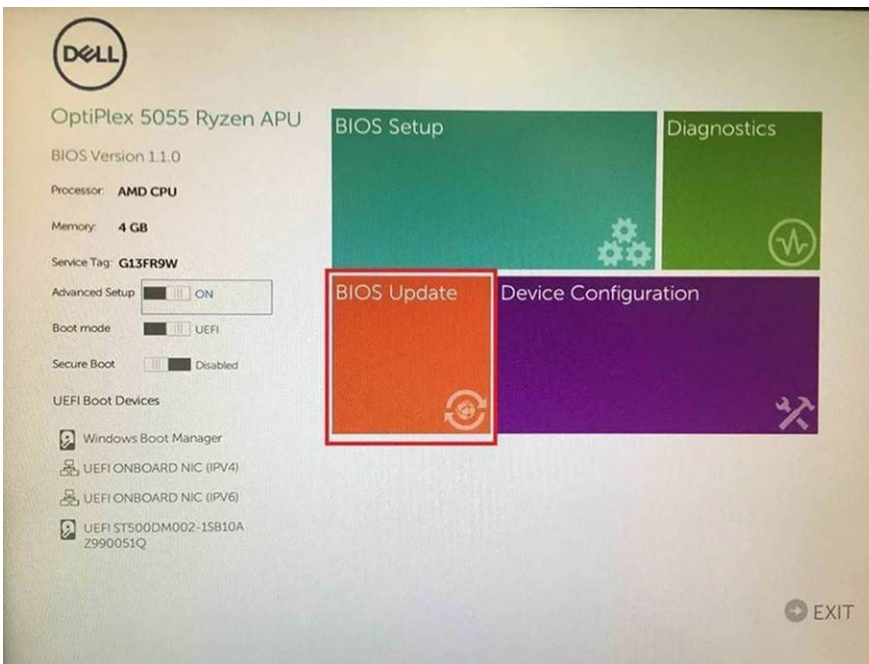 DELL
OptiPlex 5055 Ryzen APU
BIOS Version 1.1.0
Processor: AMD CPU
Memory: 4 GB
Service Tag: G13FR9W
Advanced Setup ON
Boot mode UEFI
Secure Boot Disabled
UEFI Boot Devices
Windows Boot Manager
UEFI ONBOARD NIC (IPV4)
UEFI ONBOARD NIC (IPV6)
UEFI ST500DM002-1SB10A
Z990051Q
BIOS Setup
Diagnostics
BIOS Update
Device Configuration
EXIT